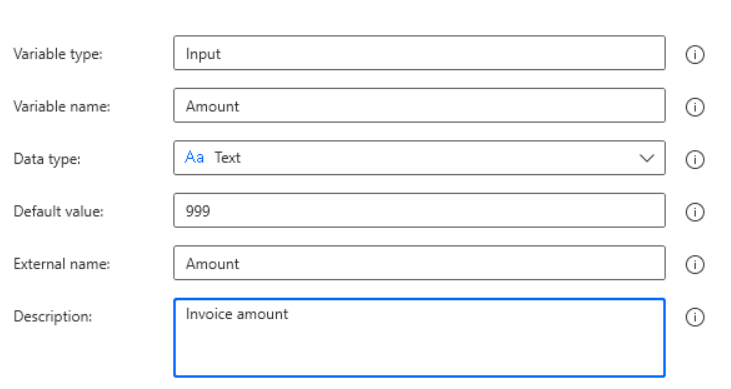 Variable type: Input
Variable name: Amount
Data type: Aa Text
Default value: 999
External name: Amount
Description: Invoice amount